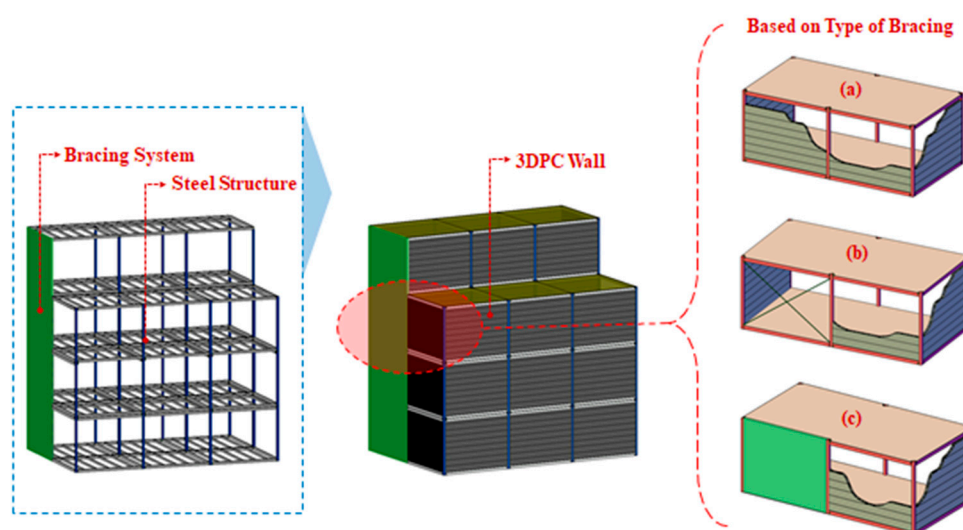 Based on Type of Bracing
(a)
Bracing System
Steel Structure
3DPC Wall
(b)
(c)